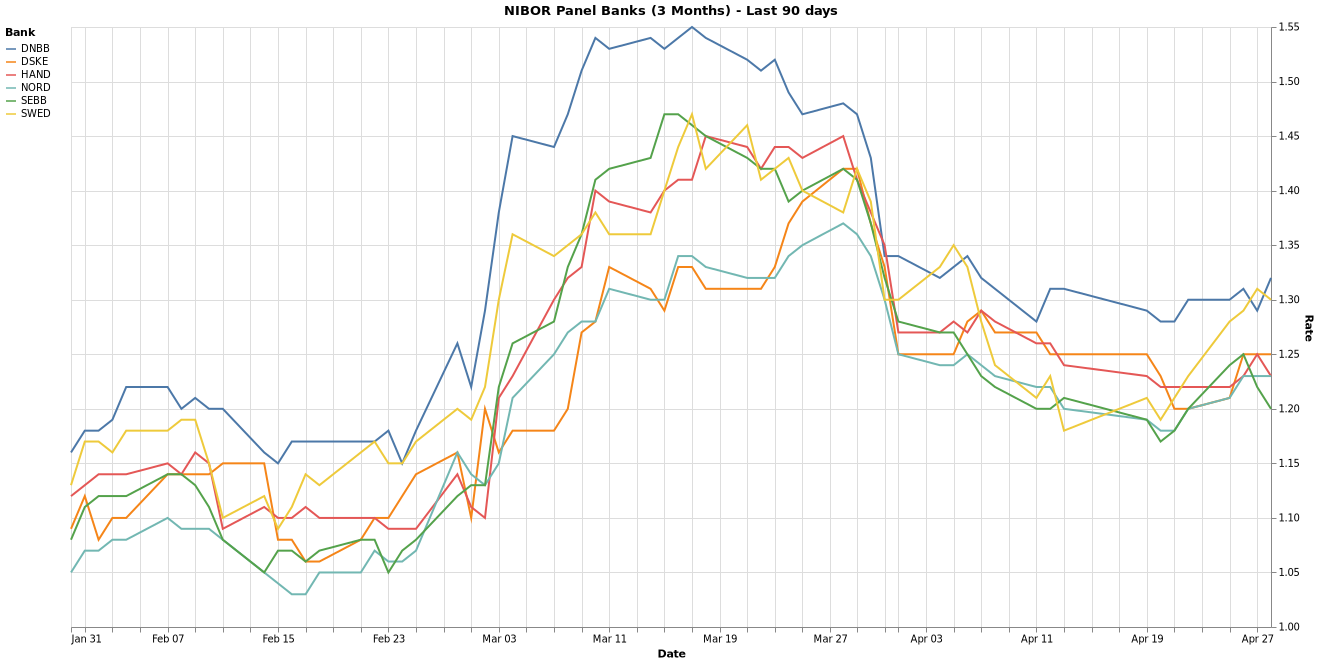 NIBOR Panel Banks (3 Months) - Last 90 days
Bank
DNBB
DSKE
HAND
NORD
SEBB
SWED
1.55
1.50
1.45
1.40
1.35
1.30
1.25
1.20
1.15
1.10
1.05
1.00
Rate
Jan 31 Feb 07 Feb 15 Feb 23 Mar 03 Mar 11 Mar 19 Mar 27 Apr 03 Apr 11 Apr 19 Apr 27
Date